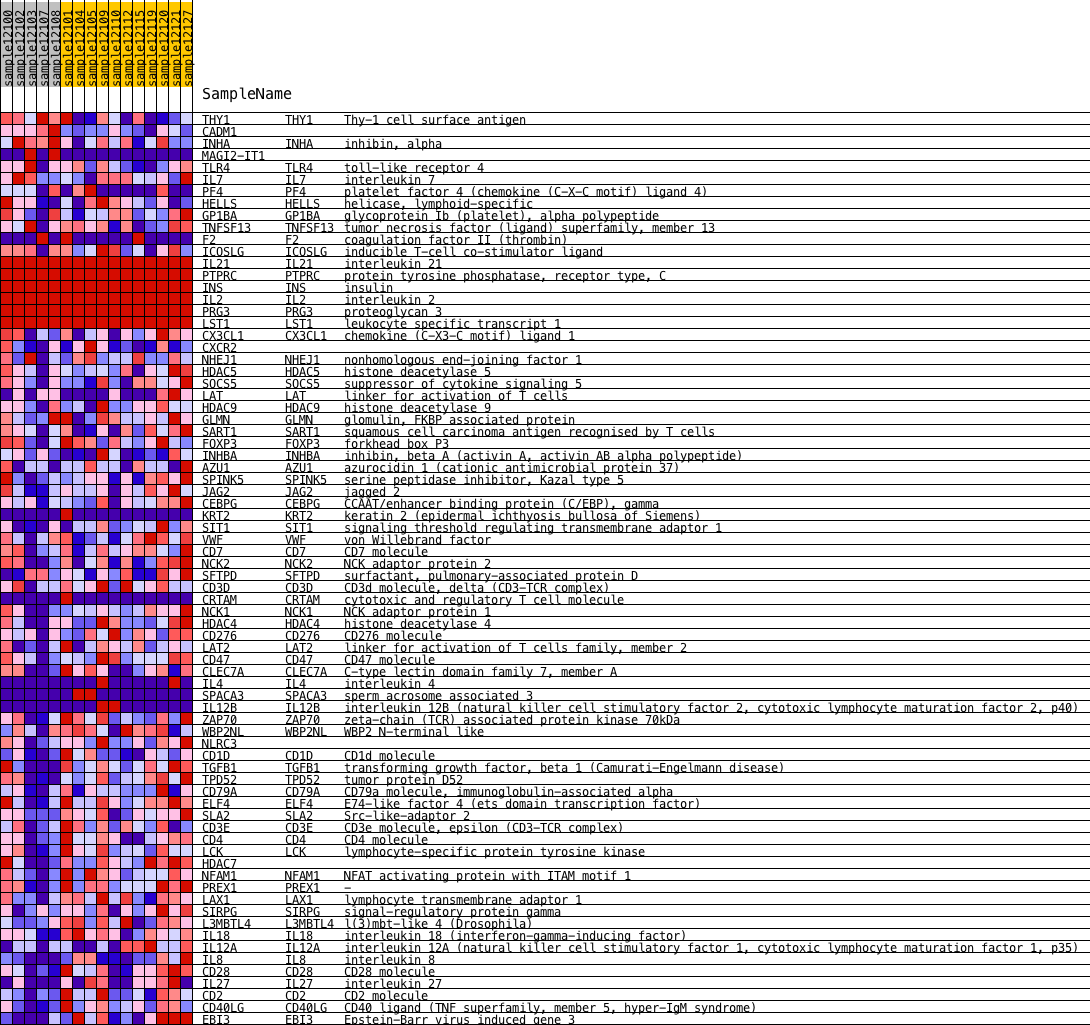 sample12100
sample12102
sample12103
sample12107
sample12108
sample12101
sample12104
sample12105
sample12109
sample12110
sample12112
sample12115
sample12119
sample12120
sample12121
sample12127
SampleName
THY1 THY1 Thy-1 cell surface antigen
CADM1
INHA INHA inhibin, alpha
MAGI2-IT1
TLR4 TLR4 toll-like receptor 4
IL7 IL7 interleukin 7
PF4 PF4 platelet factor 4 (chemokine (C-X-C motif) ligand 4)
HELLS HELLS helicase, lymphoid-specific
GP1BA GP1BA glycoprotein Ib (platelet), alpha polypeptide
TNFSF13 TNFSF13 tumor necrosis factor (ligand) superfamily, member 13
F2 F2 coagulation factor II (thrombin)
ICOSLG ICOSLG inducible T-cell co-stimulator ligand
IL21 IL21 interleukin 21
PTPRC PTPRC protein tyrosine phosphatase, receptor type, C
INS INS insulin
IL2 IL2 interleukin 2
PRG3 PRG3 proteoglycan 3
LST1 LST1 leukocyte specific transcript 1
CX3CL1 CX3CL1 chemokine (C-X3-C motif) ligand 1
CXCR2
NHEJ1 NHEJ1 nonhomologous end-joining factor 1
HDAC5 HDAC5 histone deacetylase 5
SOCS5 SOCS5 suppressor of cytokine signaling 5
LAT LAT linker for activation of T cells
HDAC9 HDAC9 histone deacetylase 9
GLMN GLMN glomulin, FKBP associated protein
SART1 SART1 squamous cell carcinoma antigen recognised by T cells
FOXP3 FOXP3 forkhead box P3
INHBA INHBA inhibin, beta A (activin A, activin AB alpha polypeptide)
AZU1 AZU1 azurocidin 1 (cationic antimicrobial protein 37)
SPINK5 SPINK5 serine peptidase inhibitor, Kazal type 5
JAG2 JAG2 jagged 2
CEBPG CEBPG CCAAT/enhancer binding protein (C/EBP), gamma
KRT2 KRT2 keratin 2 (epidermal ichthyosis bullosa of Siemens)
SIT1 SIT1 signaling threshold regulating transmembrane adaptor 1
VWF VWF von Willebrand factor
CD7 CD7 CD7 molecule
NCK2 NCK2 NCK adaptor protein 2
SFTPD SFTPD surfactant, pulmonary-associated protein D
CD3D CD3D CD3d molecule, delta (CD3-TCR complex)
CRTAM CRTAM cytotoxic and regulatory T cell molecule
NCK1 NCK1 NCK adaptor protein 1
HDAC4 HDAC4 histone deacetylase 4
CD276 CD276 CD276 molecule
LAT2 LAT2 linker for activation of T cells family, member 2
CD47 CD47 CD47 molecule
CLEC7A CLEC7A C-type lectin domain family 7, member A
IL4 IL4 interleukin 4
SPACA3 SPACA3 sperm acrosome associated 3
IL12B IL12B interleukin 12B (natural killer cell stimulatory factor 2, cytotoxic lymphocyte maturation factor 2, p40)
ZAP70 ZAP70 zeta-chain (TCR) associated protein kinase 70kDa
WBP2NL WBP2NL WBP2 N-terminal like
NLRC3
CD1D CD1D CD1d molecule
TGFB1 TGFB1 transforming growth factor, beta 1 (Camurati-Engelmann disease)
TPD52 TPD52 tumor protein D52
CD79A CD79A CD79a molecule, immunoglobulin-associated alpha
ELF4 ELF4 E74-like factor 4 (ets domain transcription factor)
SLA2 SLA2 Src-like-adaptor 2
CD3E CD3E CD3e molecule, epsilon (CD3-TCR complex)
CD4 CD4 CD4 molecule
LCK LCK lymphocyte-specific protein tyrosine kinase
HDAC7
NFAM1 NFAM1 NFAT activating protein with ITAM motif 1
PREX1 PREX1 -
LAX1 LAX1 lymphocyte transmembrane adaptor 1
SIRPG SIRPG signal-regulatory protein gamma
L3MBTL4 L3MBTL4 l(3)mbt-like 4 (Drosophila)
IL18 IL18 interleukin 18 (interferon-gamma-inducing factor)
IL12A IL12A interleukin 12A (natural killer cell stimulatory factor 1, cytotoxic lymphocyte maturation factor 1, p35)
IL8 IL8 interleukin 8
CD28 CD28 CD28 molecule
IL27 IL27 interleukin 27
CD2 CD2 CD2 molecule
CD40LG CD40LG CD40 ligand (TNF superfamily, member 5, hyper-IgM syndrome)
EBI3 EBI3 Epstein-Barr virus induced gene 3